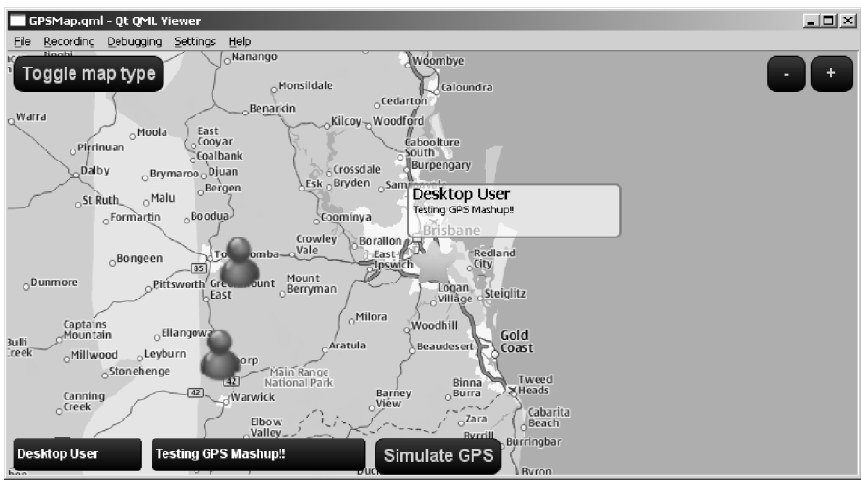 GPSMap.qml - Qt QML Viewer
File Recording Debugging Settings Help
Toggle map type
- +
Nanango
Woombye
Monsildale
Caloundra
Cedarton
Benarkin
Warra
Kilcoy
Woodford
Moola
East
Cooyar
Pirrinuan
Caboolture
South
Coalbank
Burpengary
Dalby
Brymaroo
Djuan
Crossdale
Esk
Bryden
Bergen
St Ruth
Malu
Desktop User
Testing GPS Mashup!!
Formartin
Boodua
Coominya
Brisbane
Crowley
Vale
Borallon
East
Ipswich
Redland
City
Bongeen
85
Dunmore
Pittsworth
East
Mount
Berryman
Logan
Village
Steiglitz
Milora
Captains
Mountain
Woodhill
Gold
Coast
Creek
Millwood
Leyburn
Aratula
Beaudesert
Stonehenge
Main Range
National Park
42
42
Warwick
Canning
Creek
Barney
View
Binna
Burra
Tweed
Heads
Cabarita
Beach
Elbow
Valley
Zara
Burringbar
Byron
Desktop User
Testing GPS Mashup!!
Simulate GPS